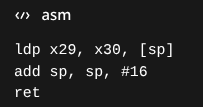 </> asm
ldp x29, x30, [sp]
add sp, sp, #16
ret